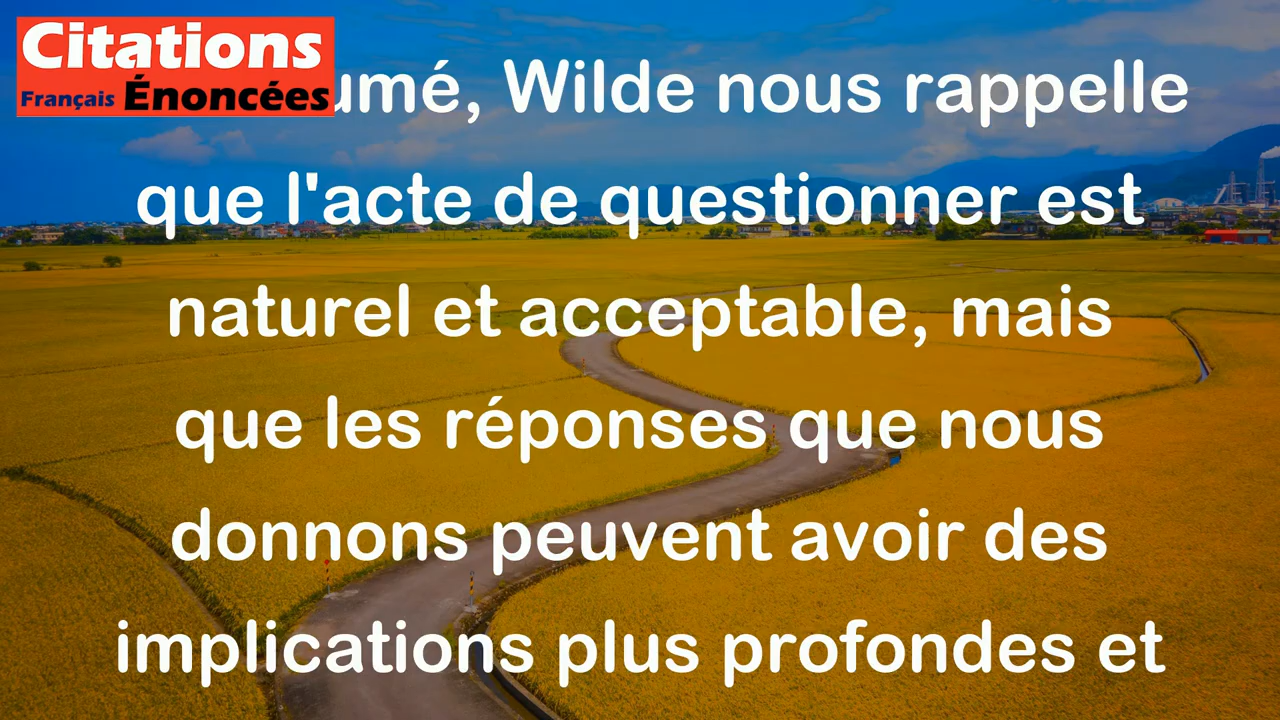 Citations
Français Énoncées
umé, Wilde nous rappelle
que l'acte de questionner est
naturel et acceptable, mais
que les réponses que nous
donnons peuvent avoir des
implications plus profondes et